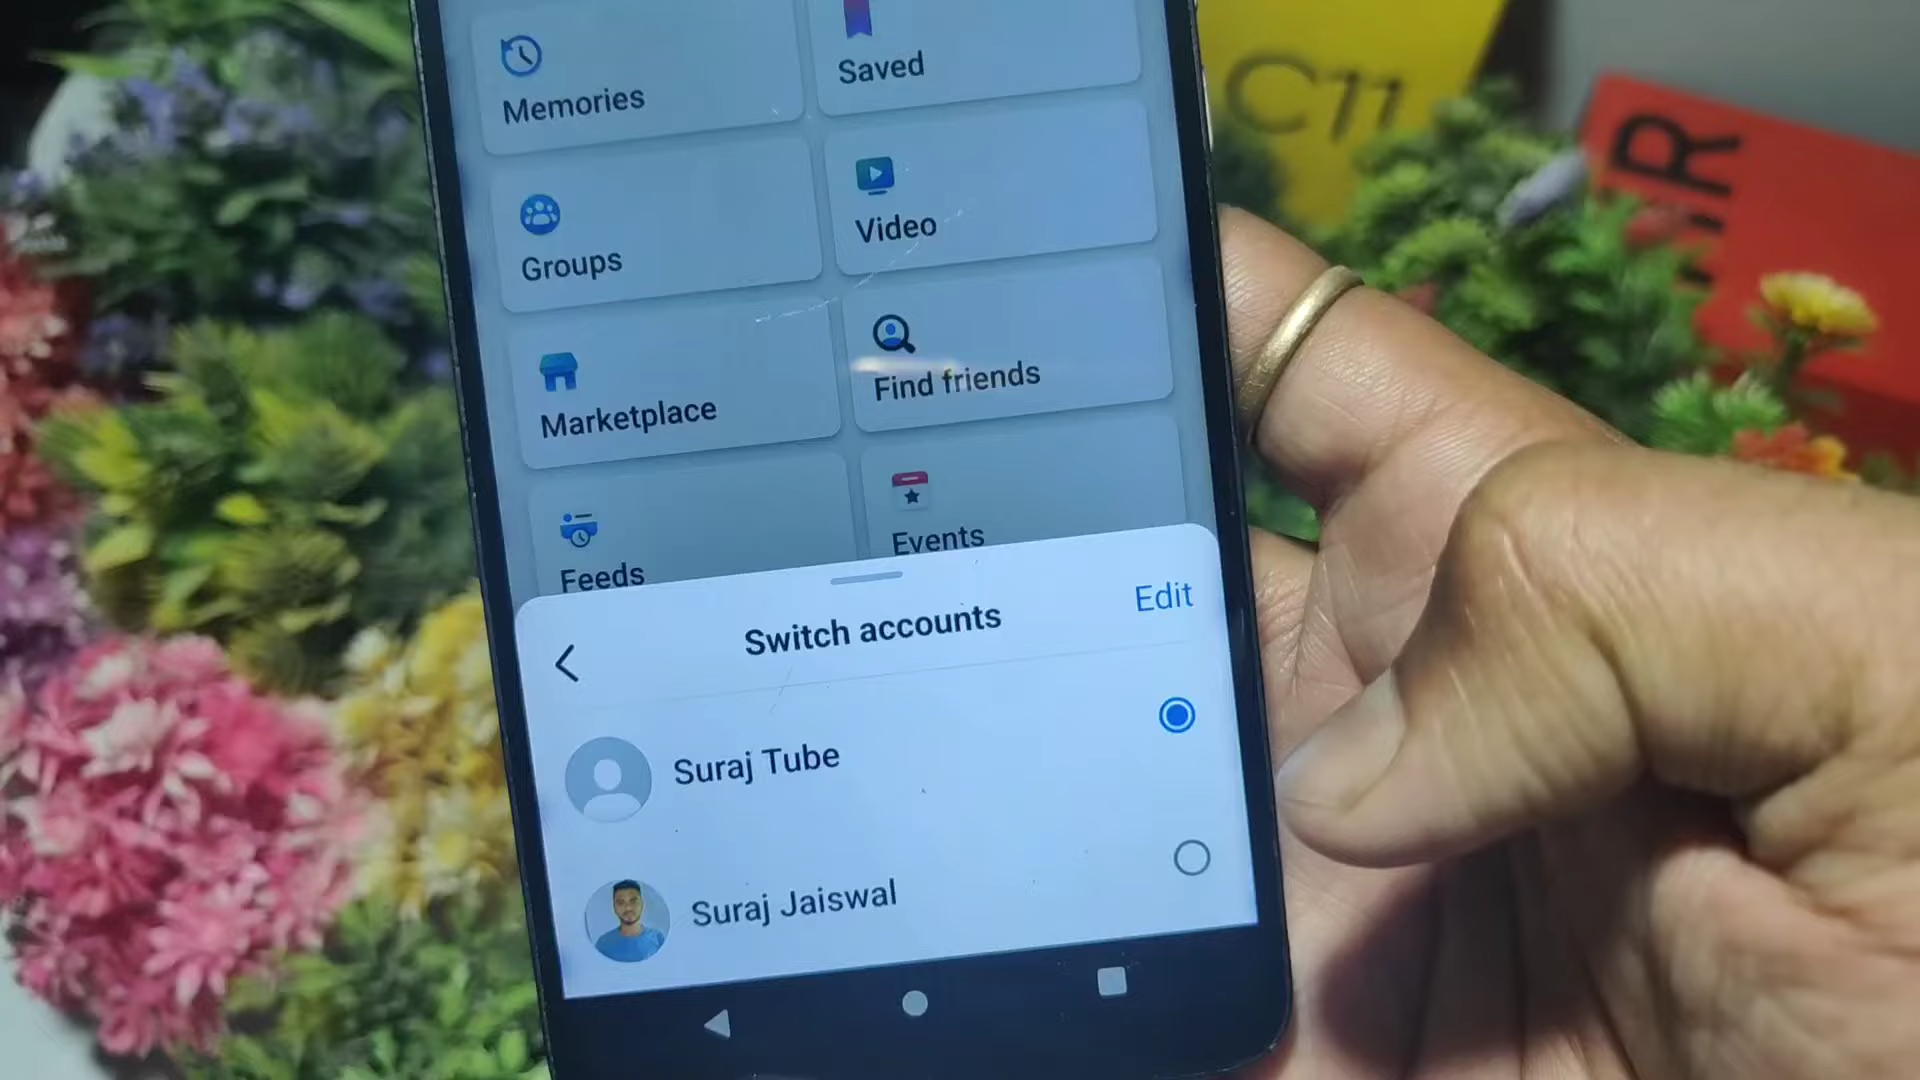 Memories
Saved
C11
Groups
Video
Marketplace
Find friends
Feeds
Events
Switch accounts
Edit
Suraj Tube
Suraj Jaiswal